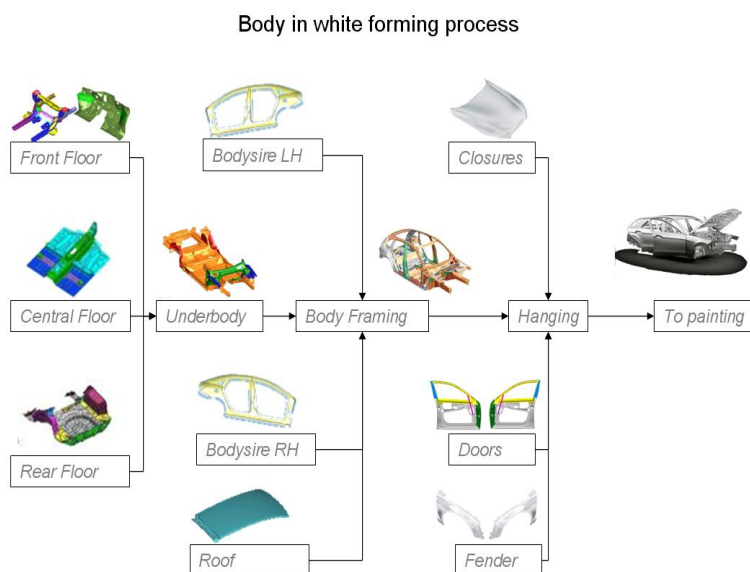 Body in white forming process
Front Floor
Bodysire LH
Closures
Central Floor
Underbody
Body Framing
Hanging
To painting
Rear Floor
Bodysire RH
Doors
Roof
Fender